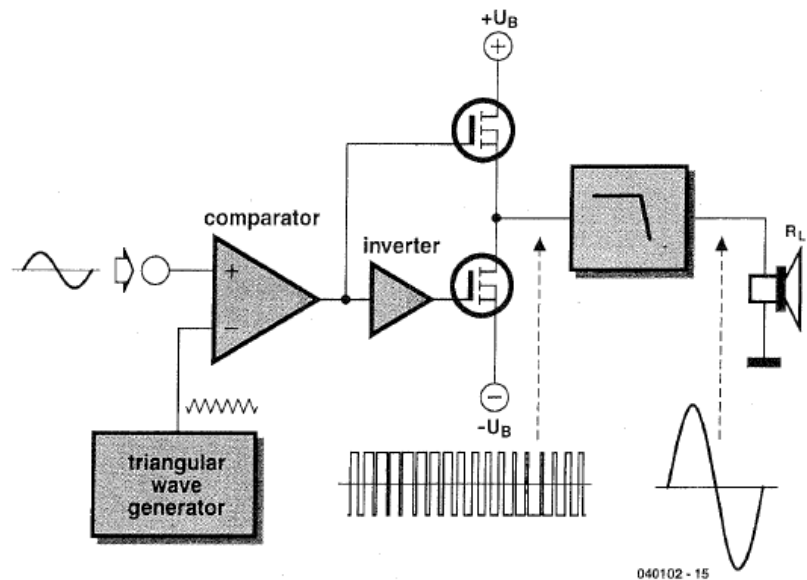 +U_B
+
comparator
inverter
+
−
R_L
−
-U_B
triangular
wave
generator
040102 - 15